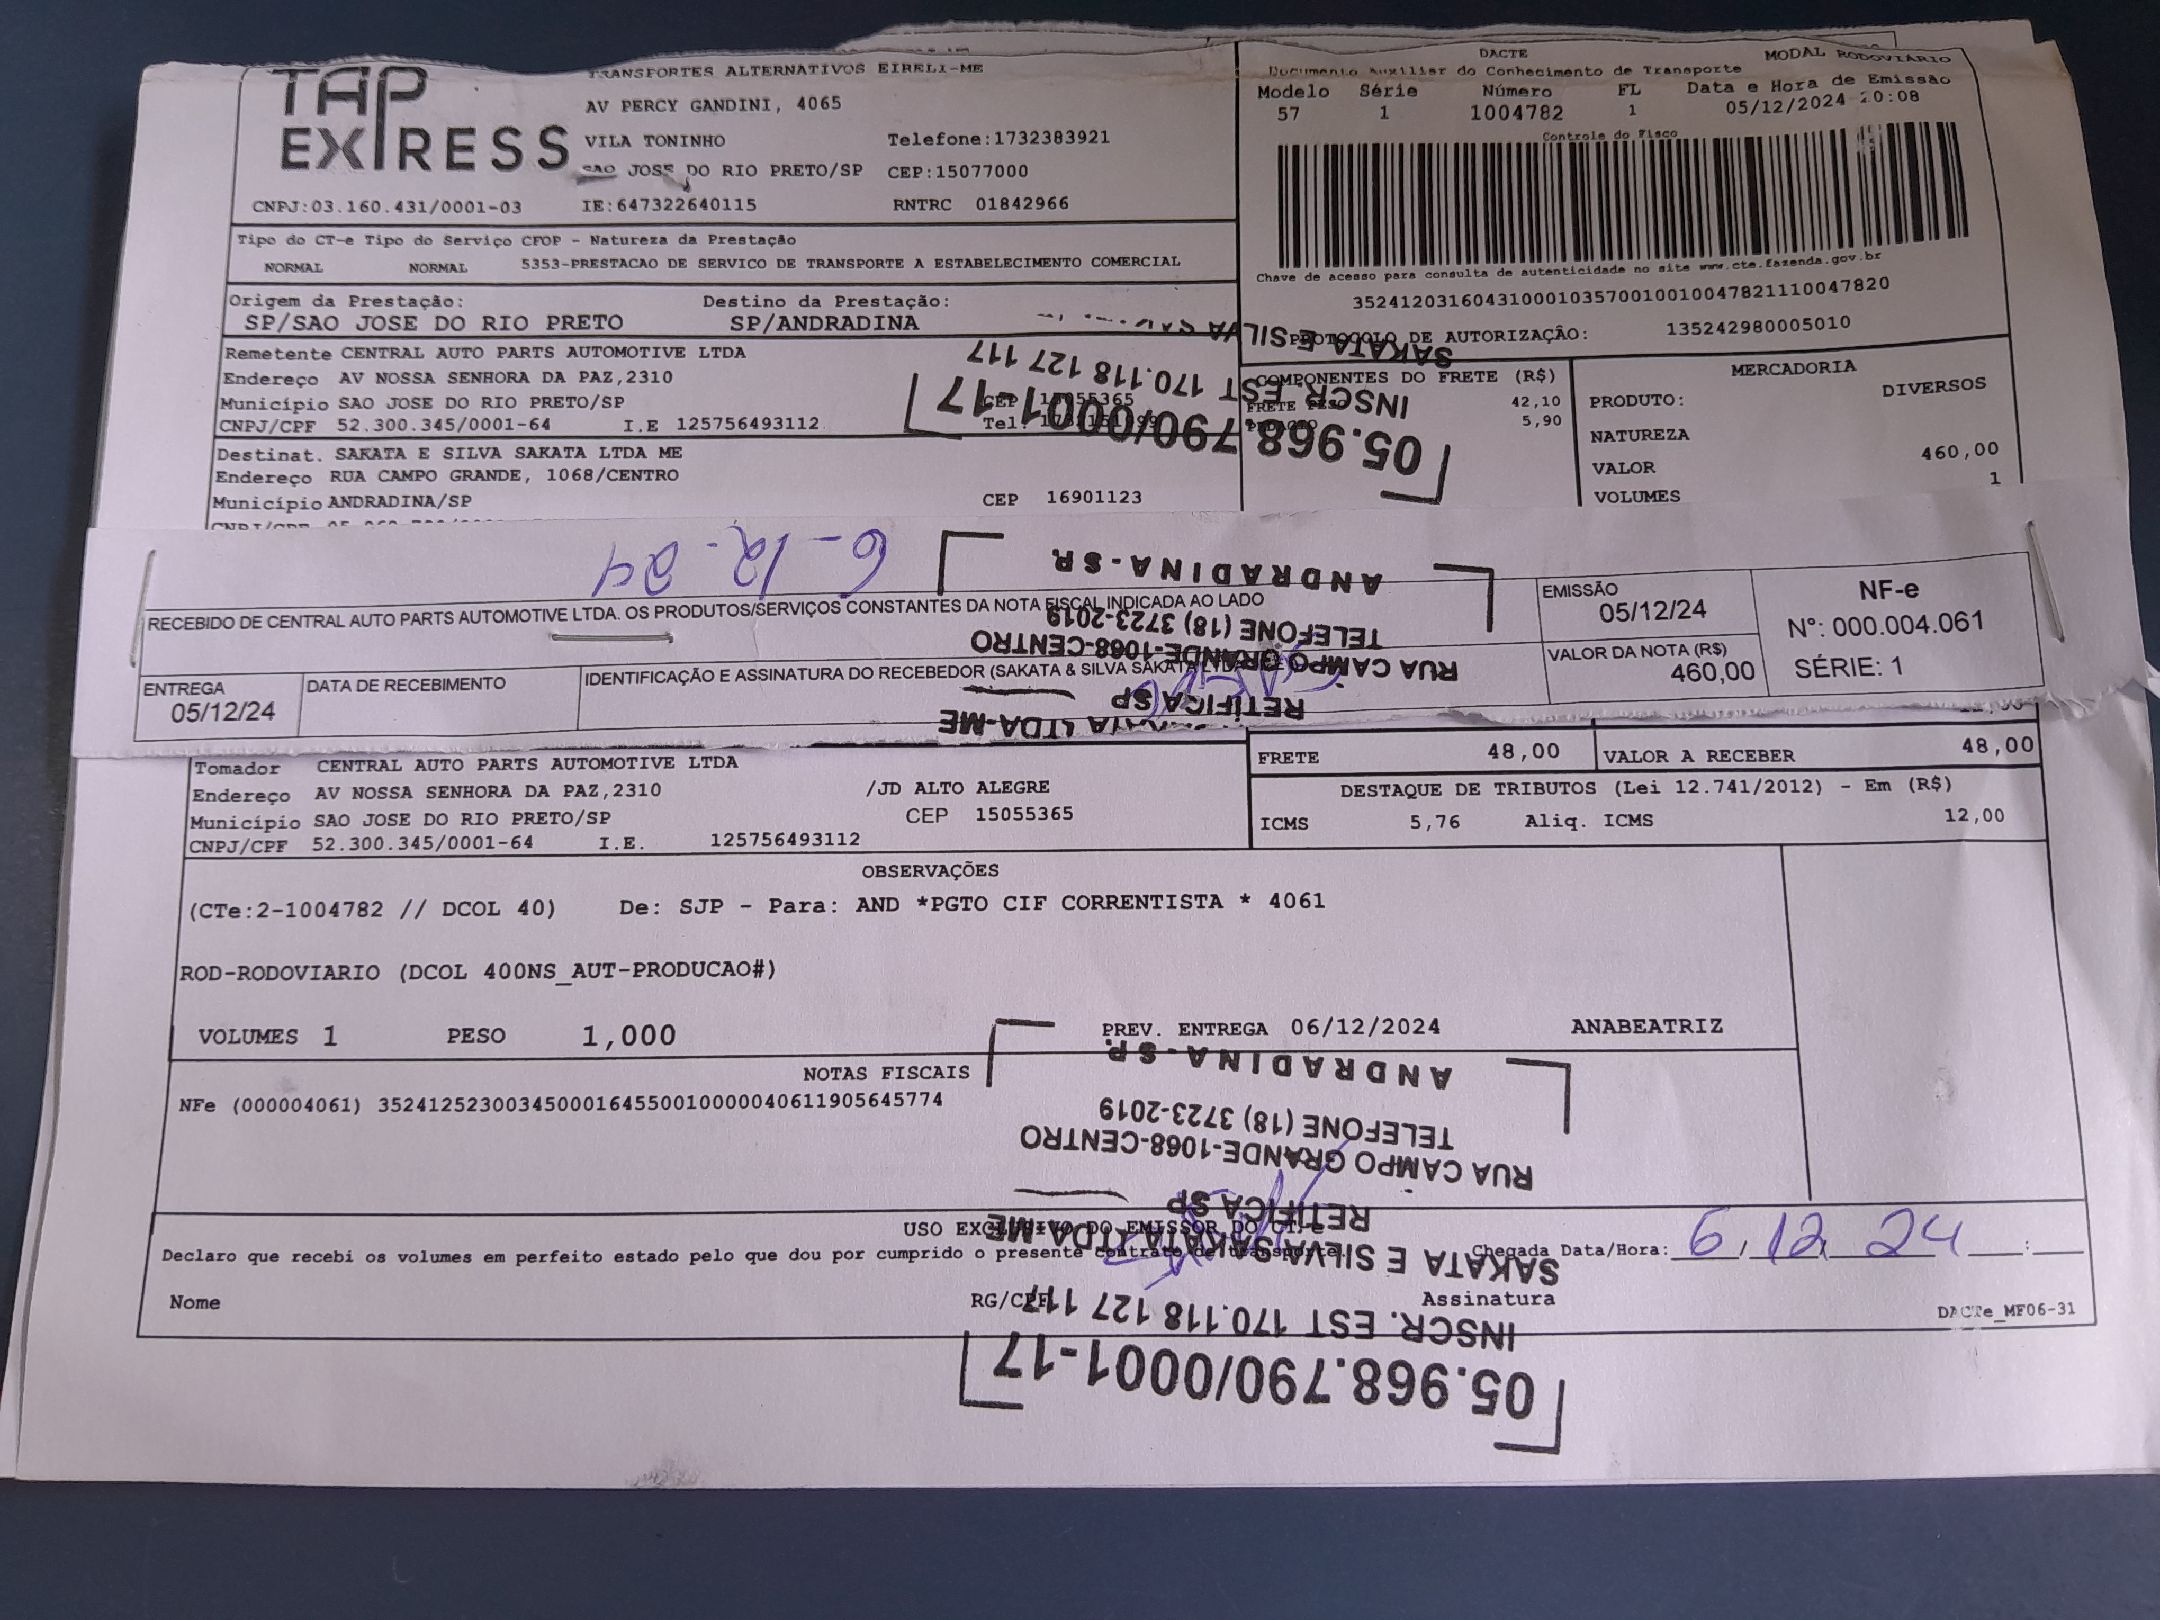 TAP EXPRESS
TRANSPORTES ALTERNATIVOS EIRELI-ME
AV PERCY GANDINI, 4065
VILA TONINHO Telefone:1732383921
SAO JOSE DO RIO PRETO/SP CEP:15077000
CNPJ:03.160.431/0001-03 IE:647322640115 RNTRC 01842966
DACTE MODAL RODOVIÁRIO
Documento Auxiliar do Conhecimento de Transporte
Modelo Série Número FL Data e Hora de Emissão
57 1 1004782 1 05/12/2024 20:08
Controle do Fisco
Chave de acesso para consulta de autenticidade no site www.cte.fazenda.gov.br
35241203160431000103570010010047821110047820
PROTOCOLO DE AUTORIZAÇÃO: 135242980005010
Tipo do CT-e Tipo do Serviço CFOP - Natureza da Prestação
NORMAL NORMAL 5353-PRESTACAO DE SERVICO DE TRANSPORTE A ESTABELECIMENTO COMERCIAL
Origem da Prestação: Destino da Prestação:
SP/SAO JOSE DO RIO PRETO SP/ANDRADINA
Remetente CENTRAL AUTO PARTS AUTOMOTIVE LTDA
Endereço AV NOSSA SENHORA DA PAZ,2310
Município SAO JOSE DO RIO PRETO/SP CEP 15055365
CNPJ/CPF 52.300.345/0001-64 I.E 125756493112 Tel.
Destinat. SAKATA E SILVA SAKATA LTDA ME
Endereço RUA CAMPO GRANDE, 1068/CENTRO
Município ANDRADINA/SP CEP 16901123
COMPONENTES DO FRETE (R$)
FRETE PESO 42,10
PEDAGIO 5,90
MERCADORIA
PRODUTO: DIVERSOS
NATUREZA
VALOR 460,00
VOLUMES 1
SAKATA E SILVA
INSCR. EST 170.118 127 117
05.968.790/0001-17
6-12-24
ANDRADINA-SP.
TELEFONE (18) 3723-2019
RUA CAMPO GRANDE-1068-CENTRO
RETÍFICA SP
LTDA-ME
RECEBIDO DE CENTRAL AUTO PARTS AUTOMOTIVE LTDA. OS PRODUTOS/SERVIÇOS CONSTANTES DA NOTA FISCAL INDICADA AO LADO
EMISSÃO
05/12/24
VALOR DA NOTA (R$)
460,00
NF-e
Nº: 000.004.061
SÉRIE: 1
ENTREGA
05/12/24
DATA DE RECEBIMENTO
IDENTIFICAÇÃO E ASSINATURA DO RECEBEDOR (SAKATA & SILVA SAKATA LTDA
Tomador CENTRAL AUTO PARTS AUTOMOTIVE LTDA
Endereço AV NOSSA SENHORA DA PAZ,2310 /JD ALTO ALEGRE
Município SAO JOSE DO RIO PRETO/SP CEP 15055365
CNPJ/CPF 52.300.345/0001-64 I.E. 125756493112
FRETE 48,00 VALOR A RECEBER 48,00
DESTAQUE DE TRIBUTOS (Lei 12.741/2012) - Em (R$)
ICMS 5,76 Aliq. ICMS 12,00
OBSERVAÇÕES
(CTe:2-1004782 // DCOL 40) De: SJP - Para: AND *PGTO CIF CORRENTISTA * 4061
ROD-RODOVIARIO (DCOL 400NS_AUT-PRODUCAO#)
VOLUMES 1 PESO 1,000 PREV. ENTREGA 06/12/2024 ANABEATRIZ
NOTAS FISCAIS
NFe (000004061) 35241252300345000164550010000040611905645774
USO EXCLUSIVO DO EMISSOR DO CT-e
Declaro que recebi os volumes em perfeito estado pelo que dou por cumprido o presente contrato de transporte. Chegada Data/Hora: 6/12 24 :
Nome RG/CPF Assinatura
DACTe_MF06-31
ANDRADINA-SP.
TELEFONE (18) 3723-2019
RUA CAMPO GRANDE-1068-CENTRO
RETÍFICA SP
SAKATA E SILVA SAKATA LTDA-ME
INSCR. EST 170.118 127 117
05.968.790/0001-17